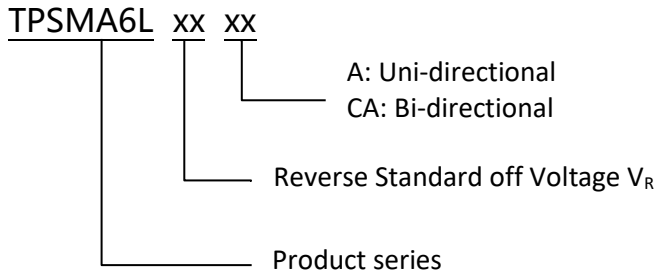 TPSMA6L xx xx
A: Uni-directional
CA: Bi-directional
Reverse Standard off Voltage VR
Product series